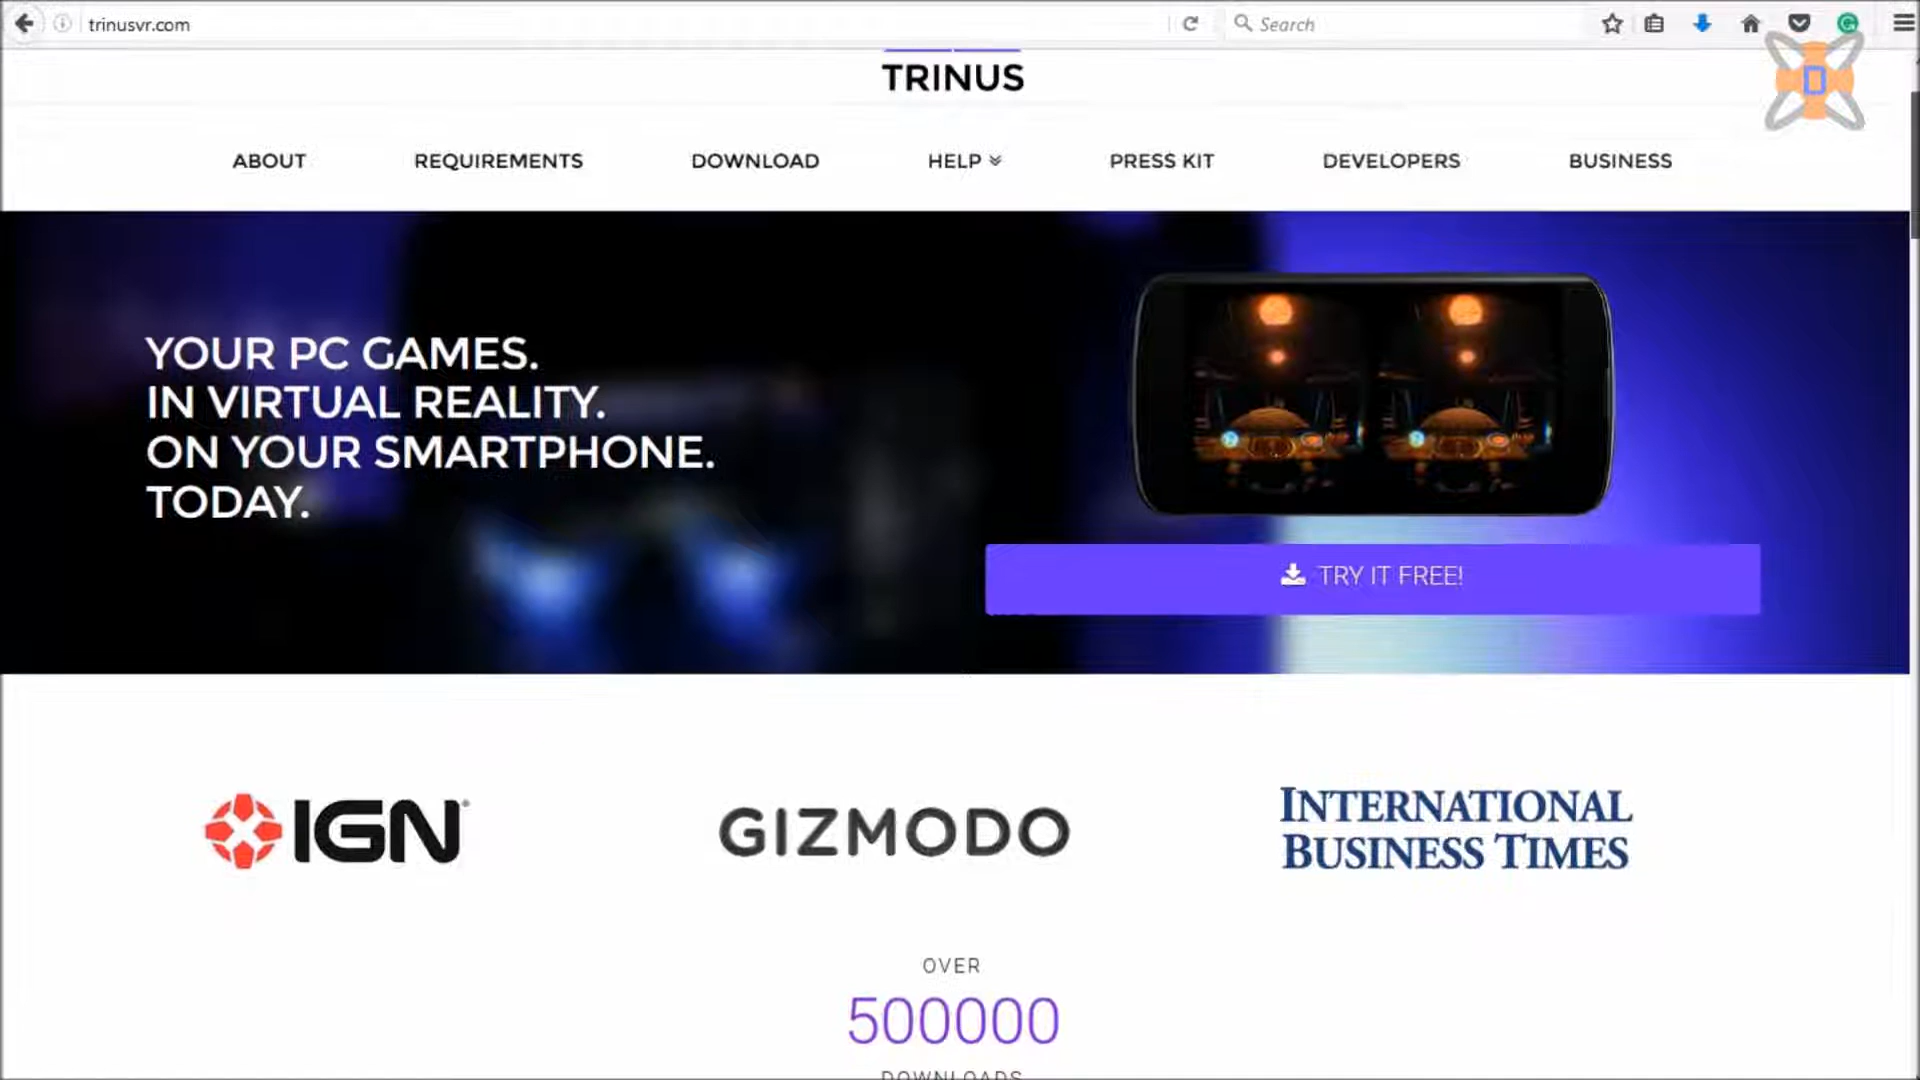 trinusvr.com
Search
TRINUS
ABOUT
REQUIREMENTS
DOWNLOAD
HELP
PRESS KIT
DEVELOPERS
BUSINESS
YOUR PC GAMES.
IN VIRTUAL REALITY.
ON YOUR SMARTPHONE.
TODAY.
TRY IT FREE!
IGN
GIZMODO
INTERNATIONAL
BUSINESS TIMES
OVER
500000
DOWNLOADS